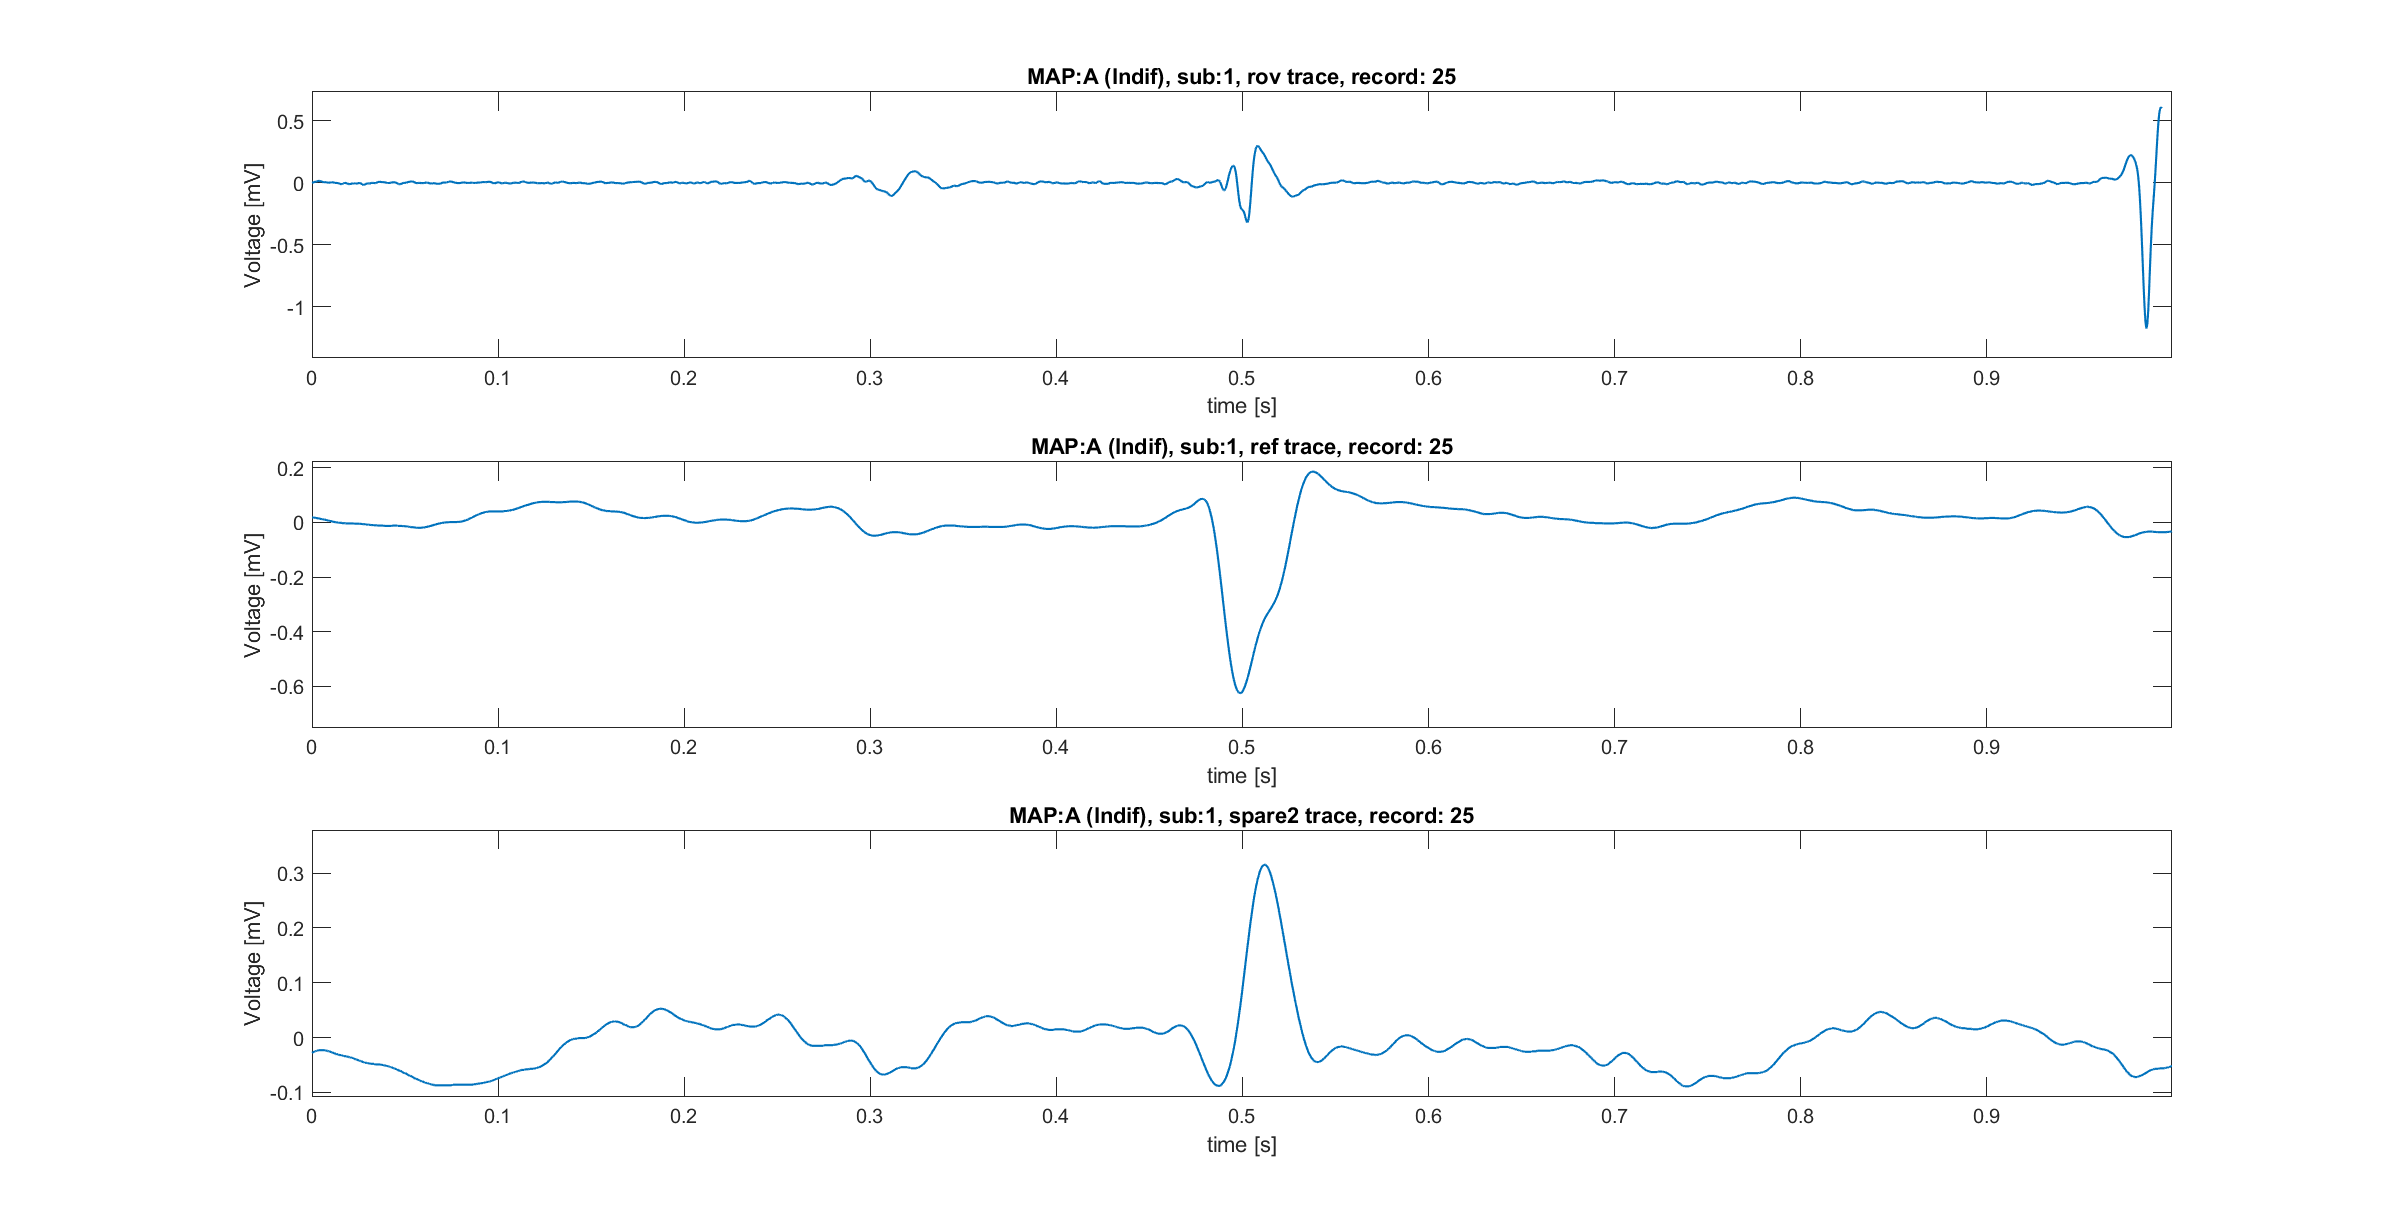 MAP:A (Indif), sub:1, rov trace, record: 25
Voltage [mV]
0.5
0
-0.5
-1
0 0.1 0.2 0.3 0.4 0.5 0.6 0.7 0.8 0.9
time [s]
MAP:A (Indif), sub:1, ref trace, record: 25
Voltage [mV]
0.2
0
-0.2
-0.4
-0.6
0 0.1 0.2 0.3 0.4 0.5 0.6 0.7 0.8 0.9
time [s]
MAP:A (Indif), sub:1, spare2 trace, record: 25
Voltage [mV]
0.3
0.2
0.1
0
-0.1
0 0.1 0.2 0.3 0.4 0.5 0.6 0.7 0.8 0.9
time [s]